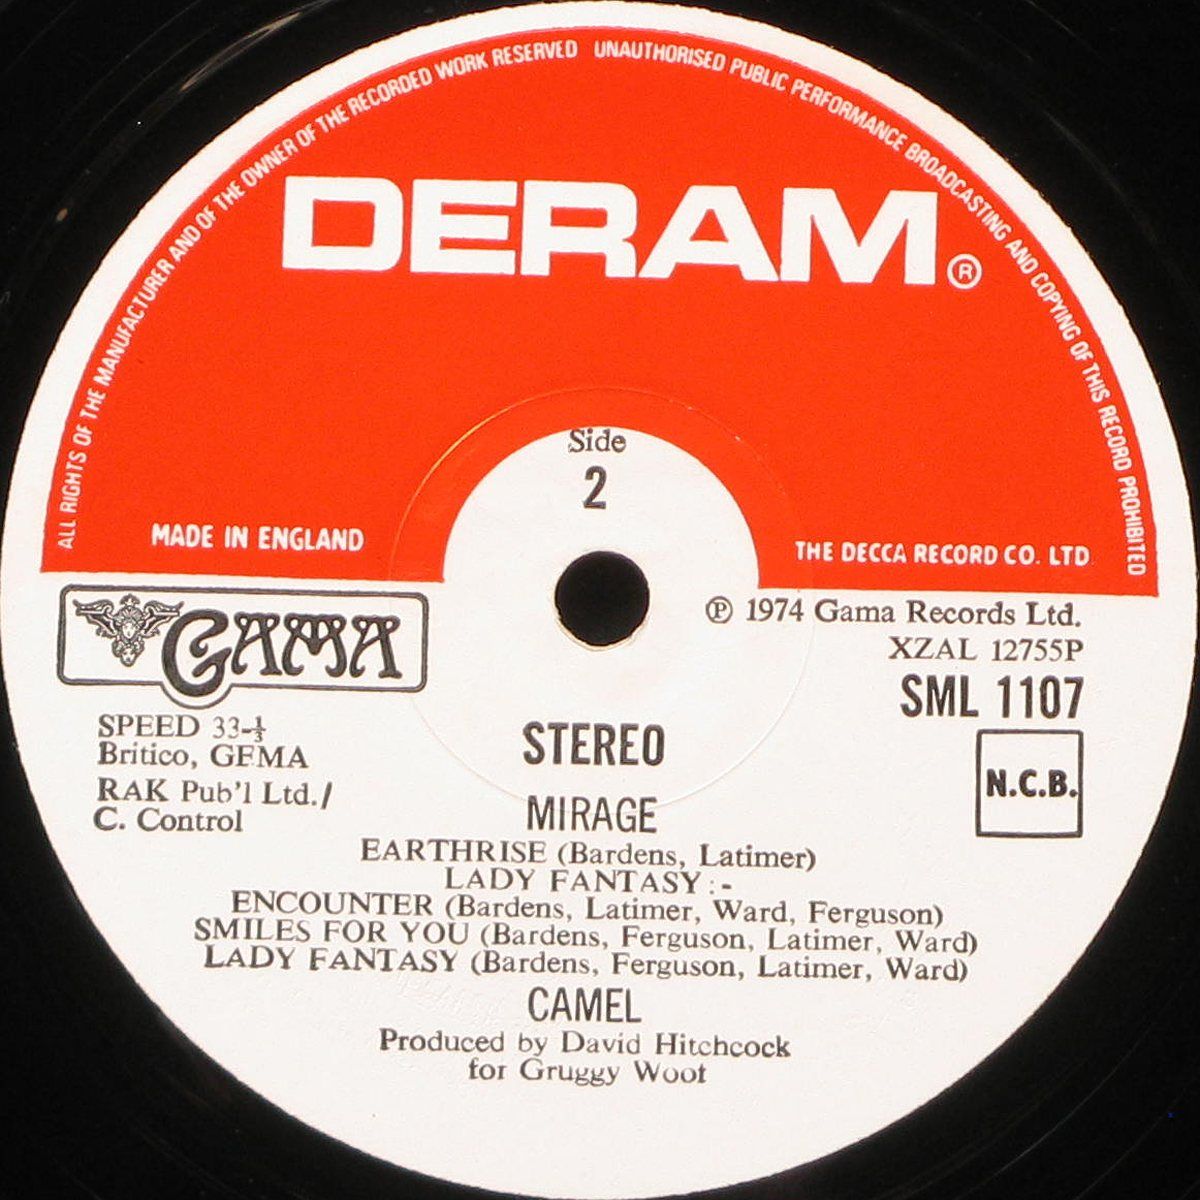 ALL RIGHTS OF THE MANUFACTURER AND OF THE OWNER OF THE RECORDED WORK RESERVED UNAUTHORISED PUBLIC PERFORMANCE BROADCASTING AND COPYING OF THIS RECORD PROHIBITED
DERAM®
Side
2
MADE IN ENGLAND
THE DECCA RECORD CO. LTD
GAMA
℗ 1974 Gama Records Ltd.
XZAL 12755P
SML 1107
SPEED 33-⅓
Britico, GEMA
RAK Pub'l Ltd./
C. Control
STEREO
N.C.B.
MIRAGE
EARTHRISE (Bardens, Latimer)
LADY FANTASY:-
ENCOUNTER (Bardens, Latimer, Ward, Ferguson)
SMILES FOR YOU (Bardens, Ferguson, Latimer, Ward)
LADY FANTASY (Bardens, Ferguson, Latimer, Ward)
CAMEL
Produced by David Hitchcock
for Gruggy Woot